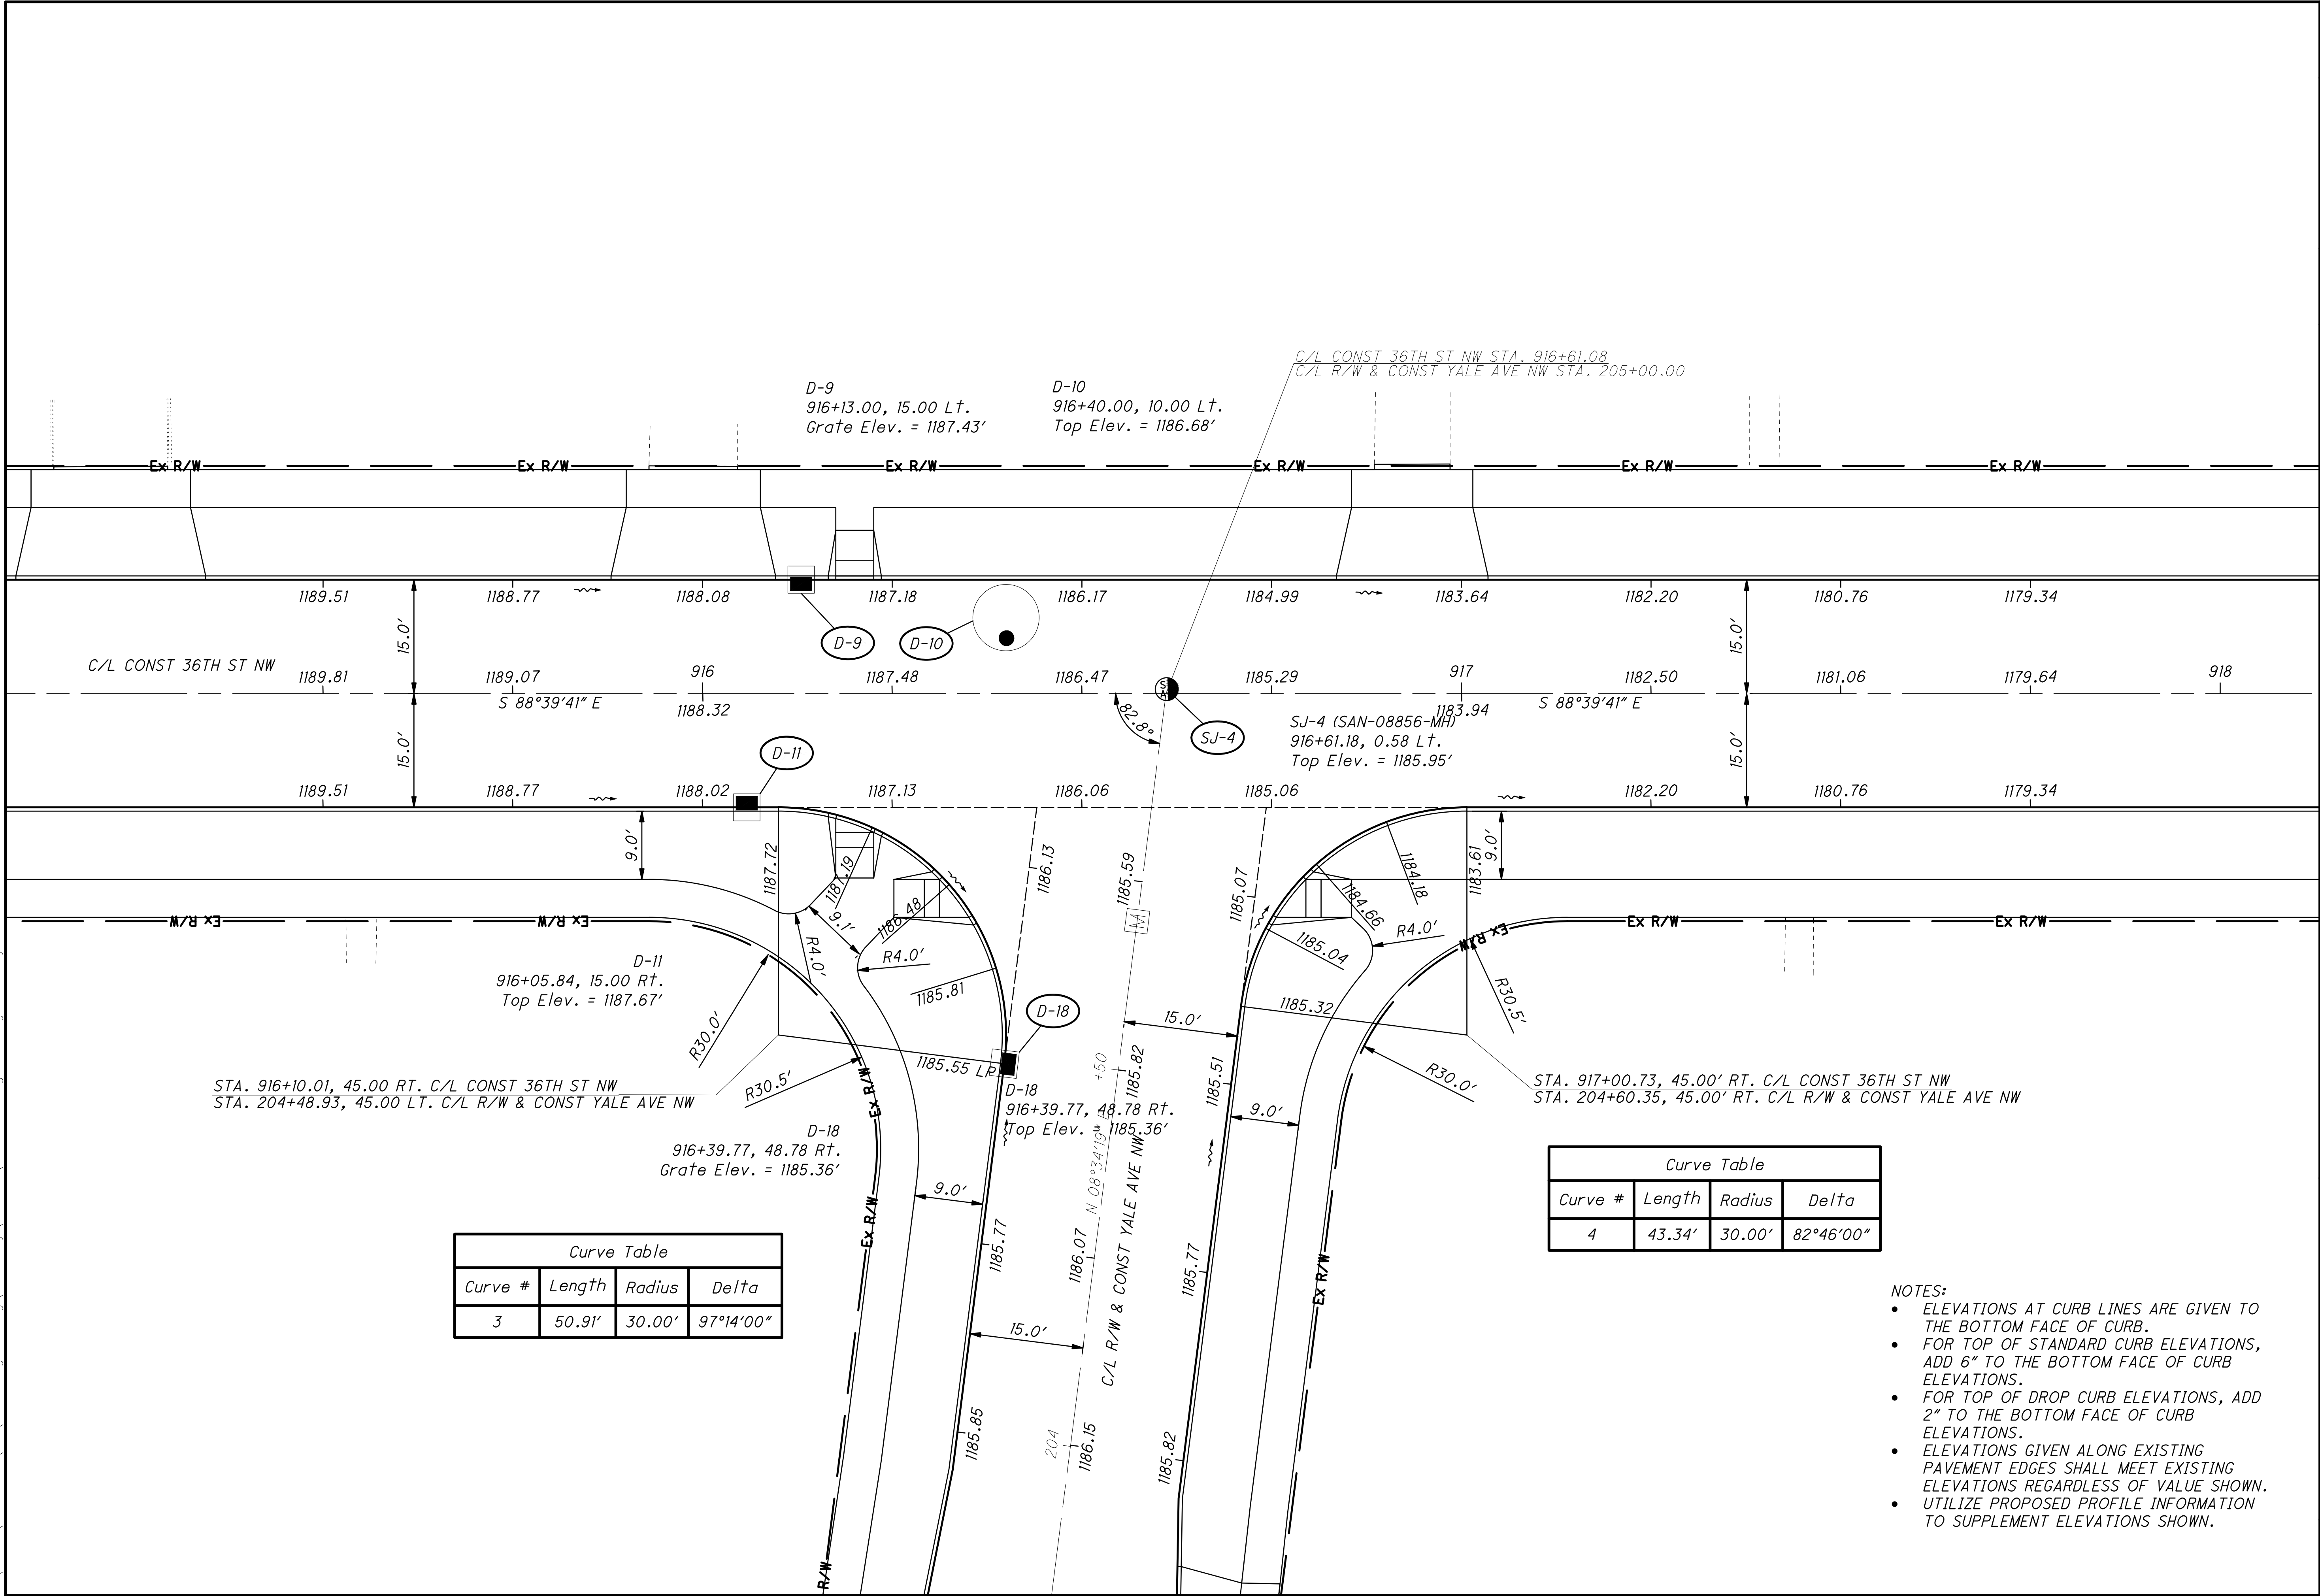 C/L CONST 36TH ST NW STA. 916+61.08
C/L R/W & CONST YALE AVE NW STA. 205+00.00
D-9
916+13.00, 15.00 Lt.
Grate Elev. = 1187.43'
D-10
916+40.00, 10.00 Lt.
Top Elev. = 1186.68'
Ex R/W
Ex R/W
Ex R/W
Ex R/W
Ex R/W
Ex R/W
1189.51
1188.77
1188.08
1187.18
1186.17
1184.99
1183.64
1182.20
1180.76
1179.34
15.0'
D-9
D-10
15.0'
C/L CONST 36TH ST NW
1189.81
1189.07
916
1187.48
1186.47
1185.29
917
1182.50
1181.06
1179.64
918
S 88°39'41" E
1188.32
S
A
1183.94
S 88°39'41" E
82.8°
SJ-4
SJ-4 (SAN-08856-MH)
916+61.18, 0.58 Lt.
Top Elev. = 1185.95'
15.0'
D-11
15.0'
1189.51
1188.77
1188.02
1187.13
1186.06
1185.06
1182.20
1180.76
1179.34
9.0'
1187.72
1187.19
1186.13
1185.59
1185.07
1184.18
1183.61
9.0'
Ex R/W
Ex R/W
9.1'
1186.48
M
1184.66
Ex R/W
Ex R/W
Ex R/W
R4.0'
R4.0'
R4.0'
1185.04
D-11
916+05.84, 15.00 Rt.
Top Elev. = 1187.67'
1185.81
R30.5'
R30.0'
D-18
15.0'
1185.32
1185.55 LP
+50
1185.82
1185.51
STA. 916+10.01, 45.00 RT. C/L CONST 36TH ST NW
STA. 204+48.93, 45.00 LT. C/L R/W & CONST YALE AVE NW
R30.5'
Ex R/W
D-18
916+39.77, 48.78 Rt.
Top Elev. = 1185.36'
9.0'
R30.0'
STA. 917+00.73, 45.00' RT. C/L CONST 36TH ST NW
STA. 204+60.35, 45.00' RT. C/L R/W & CONST YALE AVE NW
D-18
916+39.77, 48.78 Rt.
Grate Elev. = 1185.36'
N 08°34'19" E
C/L R/W & CONST YALE AVE NW
Ex R/W
9.0'
1185.77
1186.07
1185.77
Ex R/W
Curve Table
Curve # Length Radius Delta
4 43.34' 30.00' 82°46'00"
Curve Table
Curve # Length Radius Delta
3 50.91' 30.00' 97°14'00"
15.0'
1185.85
204
1186.15
1185.82
R/W
NOTES:
• ELEVATIONS AT CURB LINES ARE GIVEN TO
THE BOTTOM FACE OF CURB.
• FOR TOP OF STANDARD CURB ELEVATIONS,
ADD 6" TO THE BOTTOM FACE OF CURB
ELEVATIONS.
• FOR TOP OF DROP CURB ELEVATIONS, ADD
2" TO THE BOTTOM FACE OF CURB
ELEVATIONS.
• ELEVATIONS GIVEN ALONG EXISTING
PAVEMENT EDGES SHALL MEET EXISTING
ELEVATIONS REGARDLESS OF VALUE SHOWN.
• UTILIZE PROPOSED PROFILE INFORMATION
TO SUPPLEMENT ELEVATIONS SHOWN.